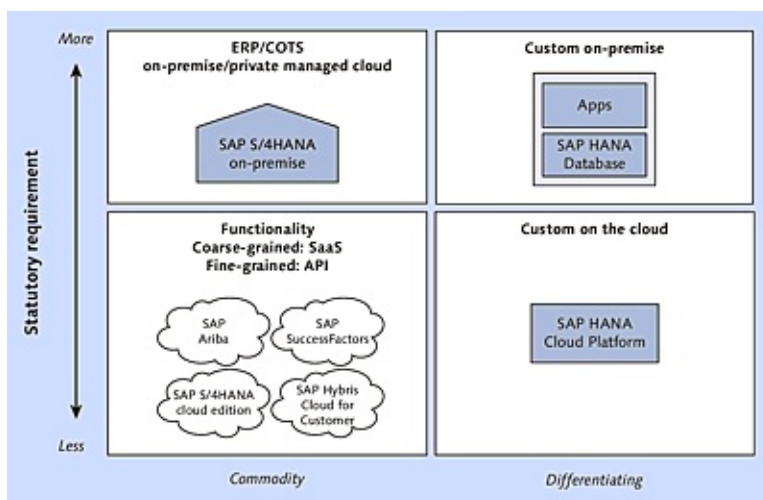 More
ERP/COTS
on-premise/private managed cloud
SAP S/4HANA
on-premise
Custom on-premise
Apps
SAP HANA
Database
Statutory requirement
Functionality
Coarse-grained: SaaS
Fine-grained: API
SAP
Ariba
SAP
SuccessFactors
SAP S/4HANA
cloud edition
SAP Hybris
Cloud for
Customer
Custom on the cloud
SAP HANA
Cloud Platform
Less
Commodity
Differentiating